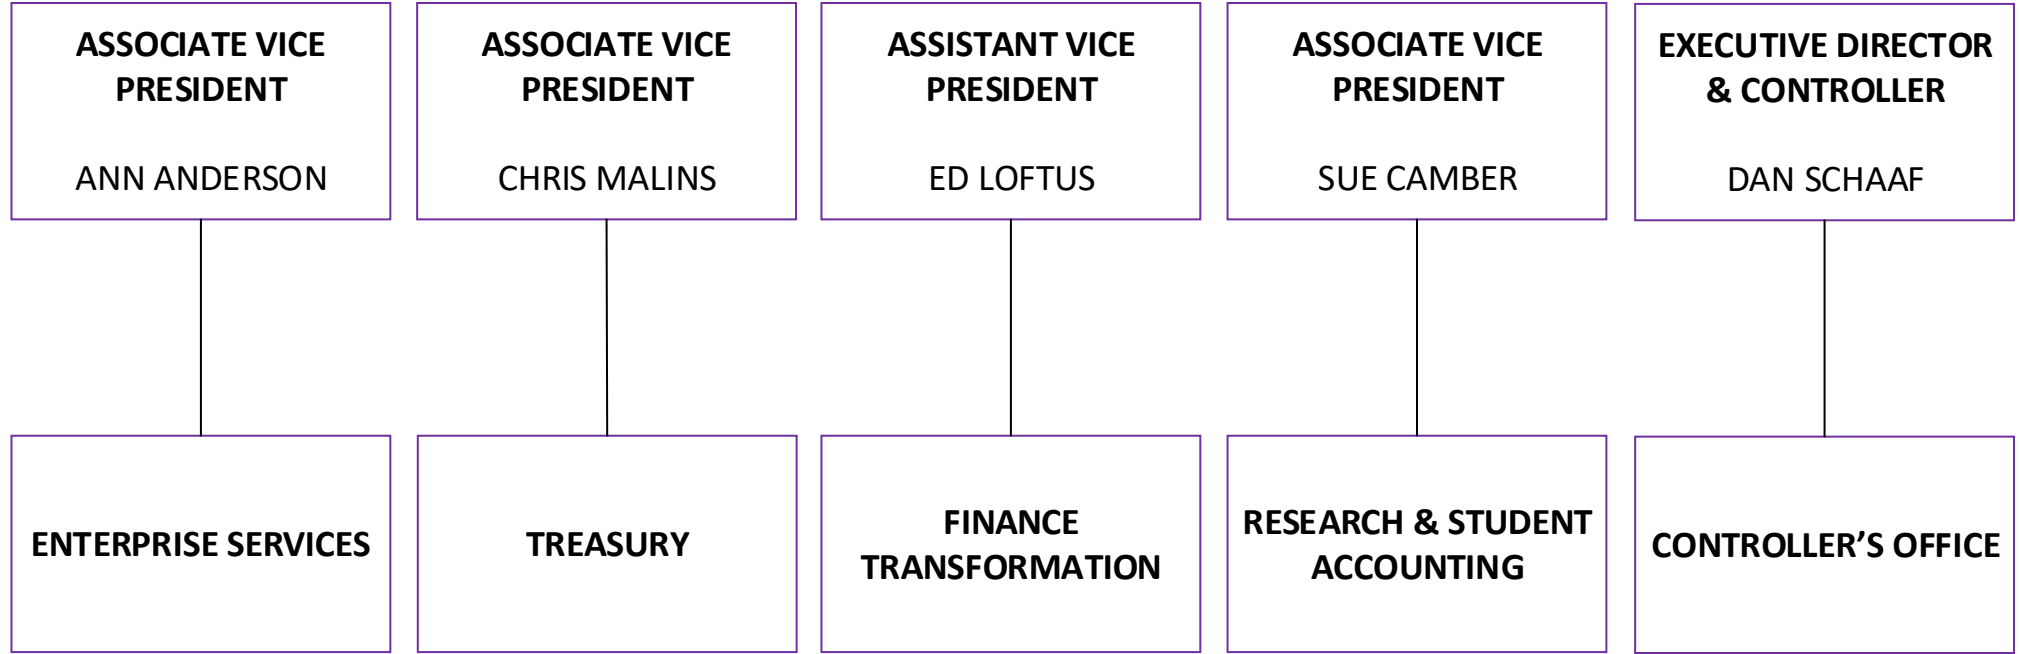 ASSOCIATE VICE
PRESIDENT
ANN ANDERSON
ASSOCIATE VICE
PRESIDENT
CHRIS MALINS
ASSISTANT VICE
PRESIDENT
ED LOFTUS
ASSOCIATE VICE
PRESIDENT
SUE CAMBER
EXECUTIVE DIRECTOR
& CONTROLLER
DAN SCHAAF
ENTERPRISE SERVICES
TREASURY
FINANCE
TRANSFORMATION
RESEARCH & STUDENT
ACCOUNTING
CONTROLLER’S OFFICE